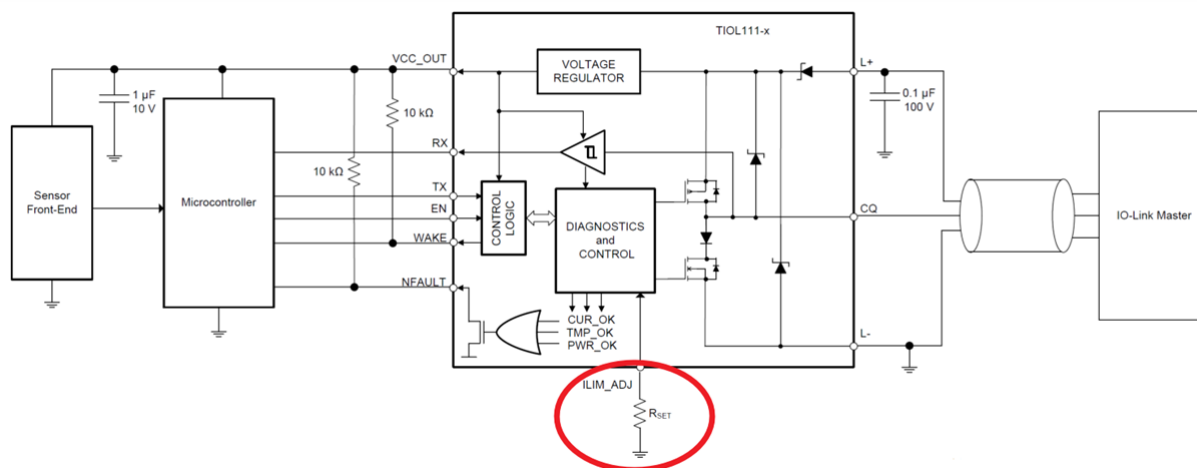 TIOL111-x
VCC_OUT
VOLTAGE
REGULATOR
L+
1 µF
10 V
10 kΩ
0.1 µF
100 V
RX
10 kΩ
Sensor
Front-End
Microcontroller
TX
EN
WAKE
NFAULT
CONTROL
LOGIC
DIAGNOSTICS
and
CONTROL
CQ
IO-Link Master
CUR_OK
TMP_OK
PWR_OK
L-
ILIM_ADJ
RSET